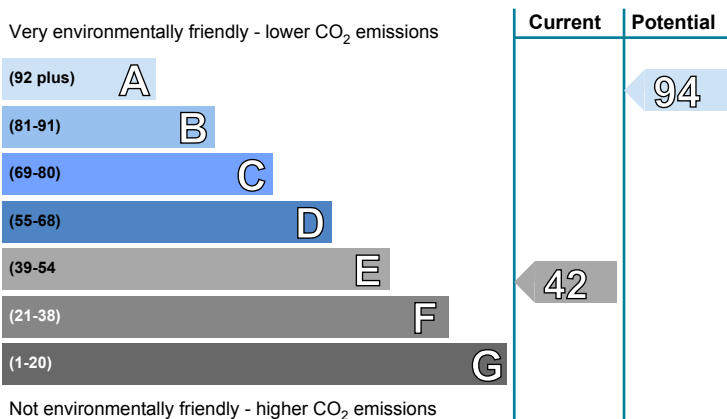 Very environmentally friendly - lower CO2 emissions
Current
Potential
(92 plus) A
94
(81-91) B
(69-80) C
(55-68) D
(39-54 E
42
(21-38) F
(1-20) G
Not environmentally friendly - higher CO2 emissions